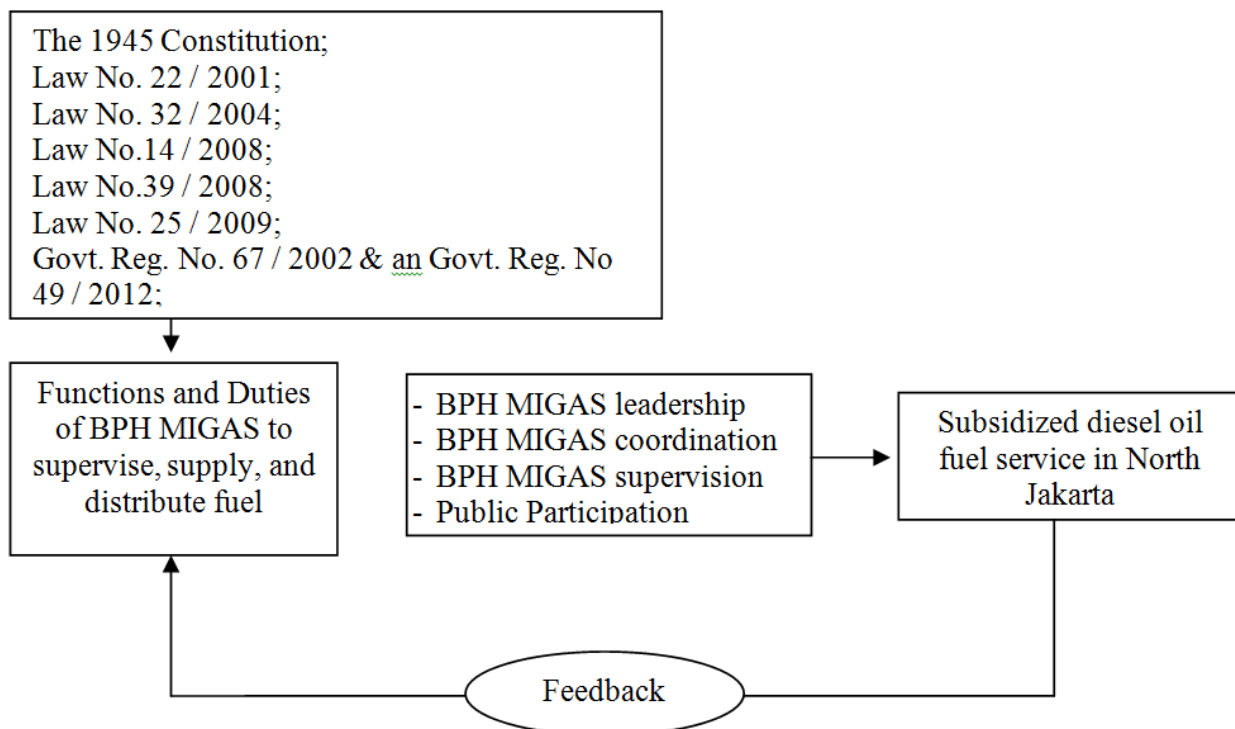 The 1945 Constitution;
Law No. 22 / 2001;
Law No. 32 / 2004;
Law No.14 / 2008;
Law No.39 / 2008;
Law No. 25 / 2009;
Govt. Reg. No. 67 / 2002 & an Govt. Reg. No
49 / 2012;
Functions and Duties
of BPH MIGAS to
supervise, supply, and
distribute fuel
- BPH MIGAS leadership
- BPH MIGAS coordination
- BPH MIGAS supervision
- Public Participation
Subsidized diesel oil
fuel service in North
Jakarta
Feedback